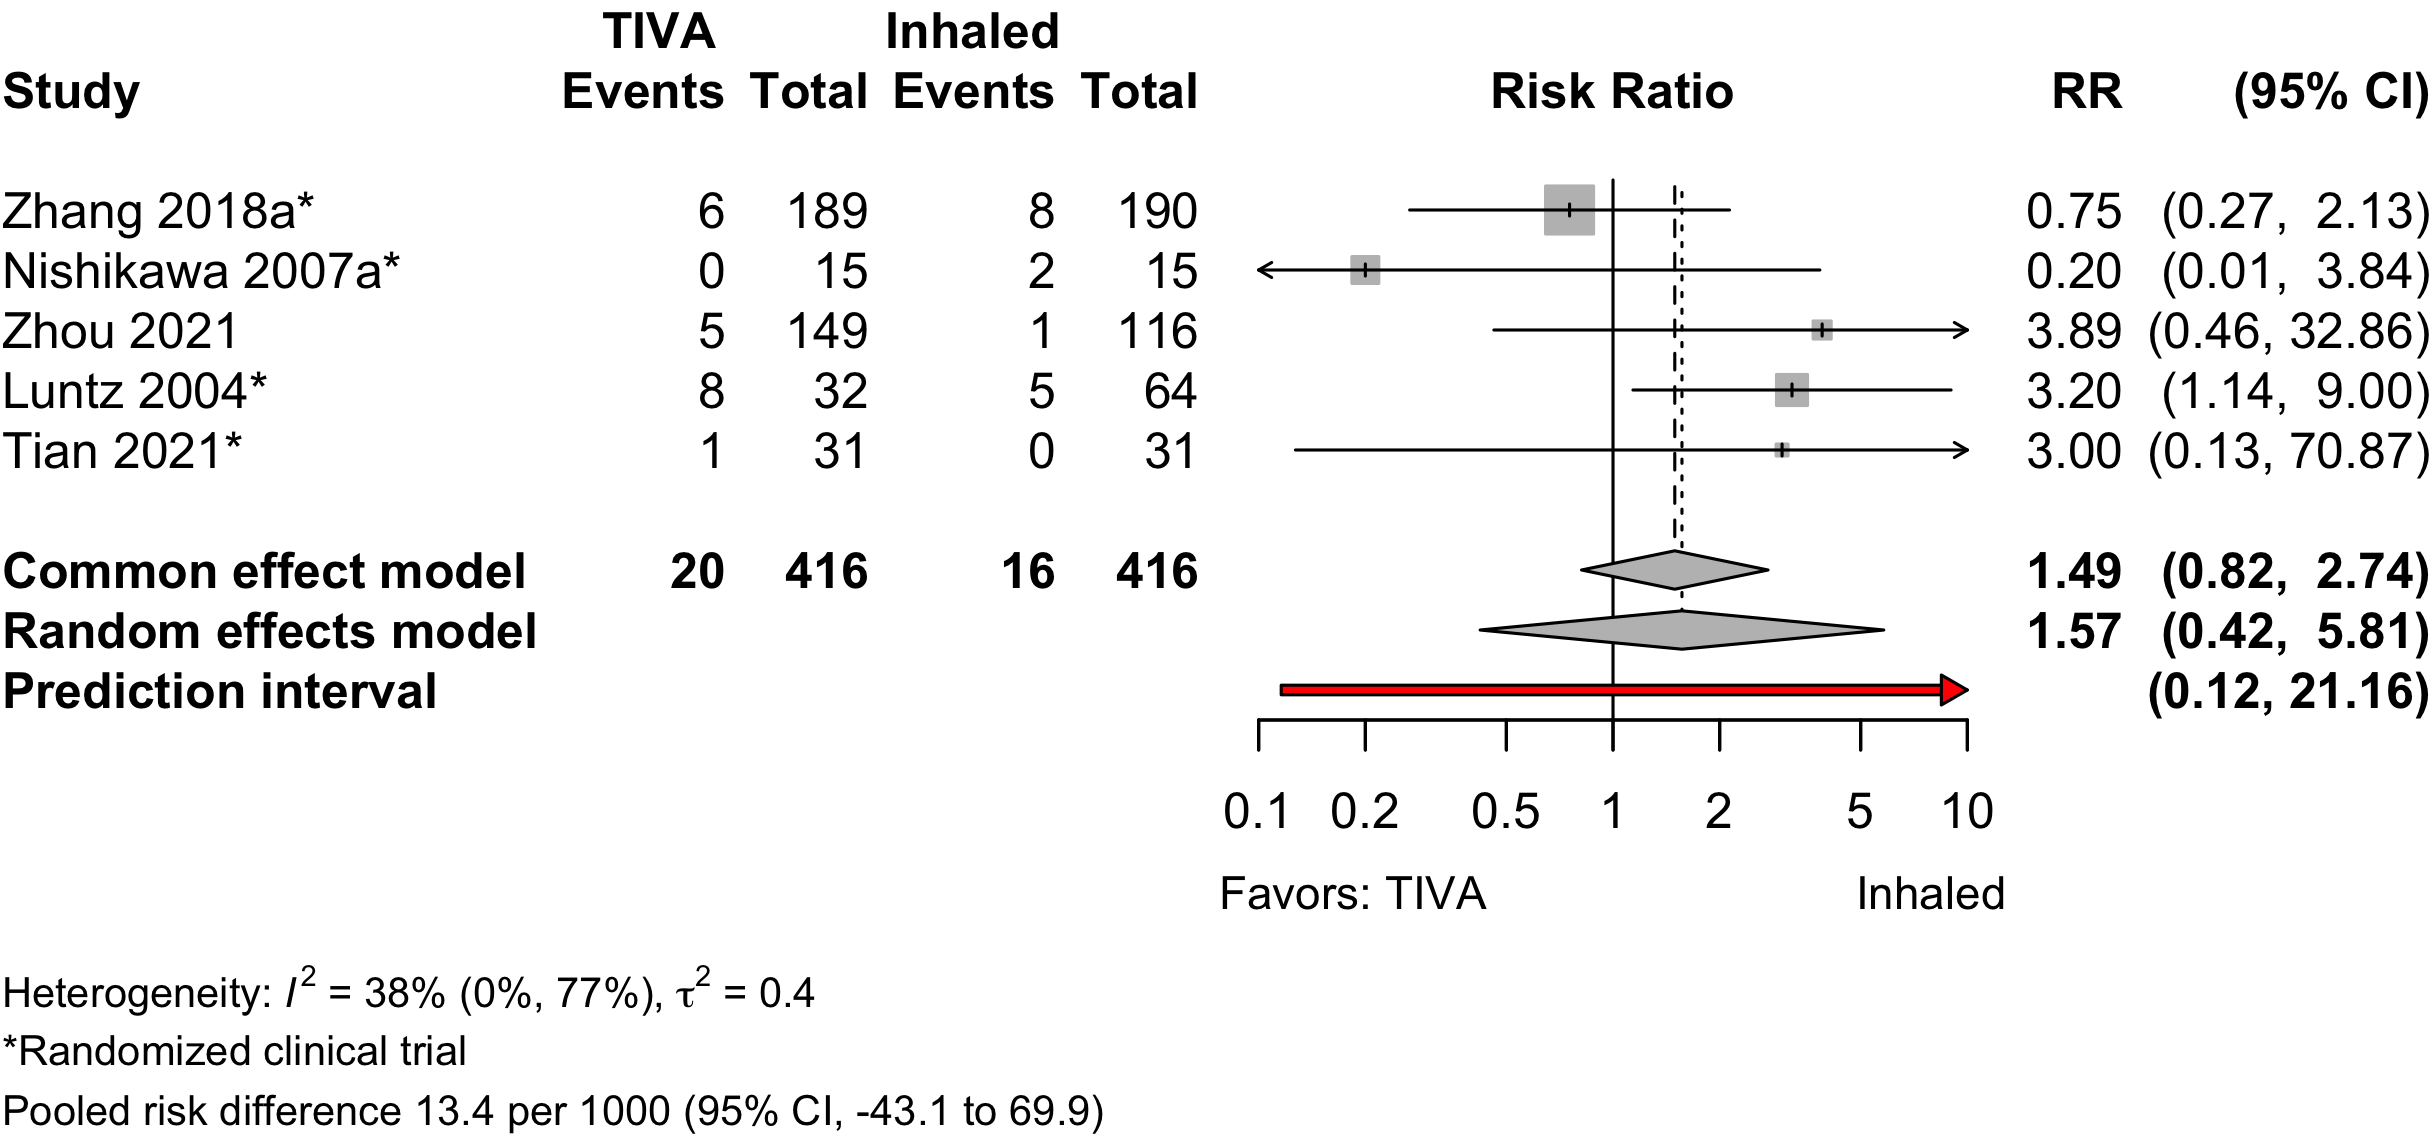 TIVA Inhaled
Study Events Total Events Total Risk Ratio RR (95% CI)
Zhang 2018a* 6 189 8 190 0.75 (0.27, 2.13)
Nishikawa 2007a* 0 15 2 15 0.20 (0.01, 3.84)
Zhou 2021 5 149 1 116 3.89 (0.46, 32.86)
Luntz 2004* 8 32 5 64 3.20 (1.14, 9.00)
Tian 2021* 1 31 0 31 3.00 (0.13, 70.87)
Common effect model 20 416 16 416 1.49 (0.82, 2.74)
Random effects model 1.57 (0.42, 5.81)
Prediction interval (0.12, 21.16)
0.1 0.2 0.5 1 2 5 10
Favors: TIVA Inhaled
Heterogeneity: I² = 38% (0%, 77%), τ² = 0.4
*Randomized clinical trial
Pooled risk difference 13.4 per 1000 (95% CI, -43.1 to 69.9)